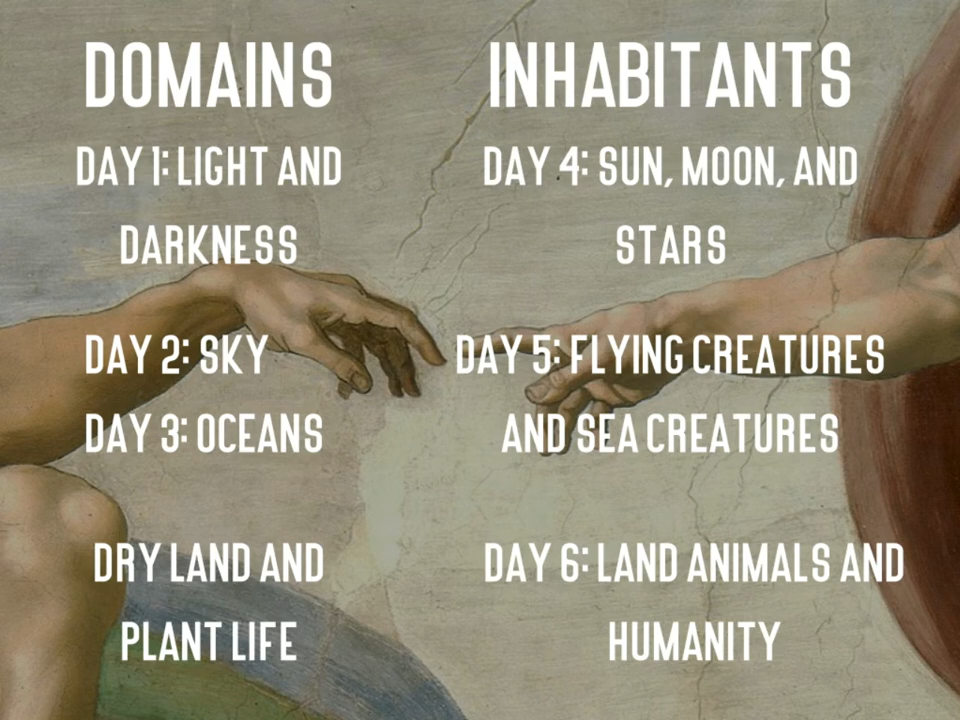 DOMAINS
DAY 1: LIGHT AND
DARKNESS
DAY 2: SKY
DAY 3: OCEANS
DRY LAND AND
PLANT LIFE
INHABITANTS
DAY 4: SUN, MOON, AND
STARS
DAY 5: FLYING CREATURES
AND SEA CREATURES
DAY 6: LAND ANIMALS AND
HUMANITY